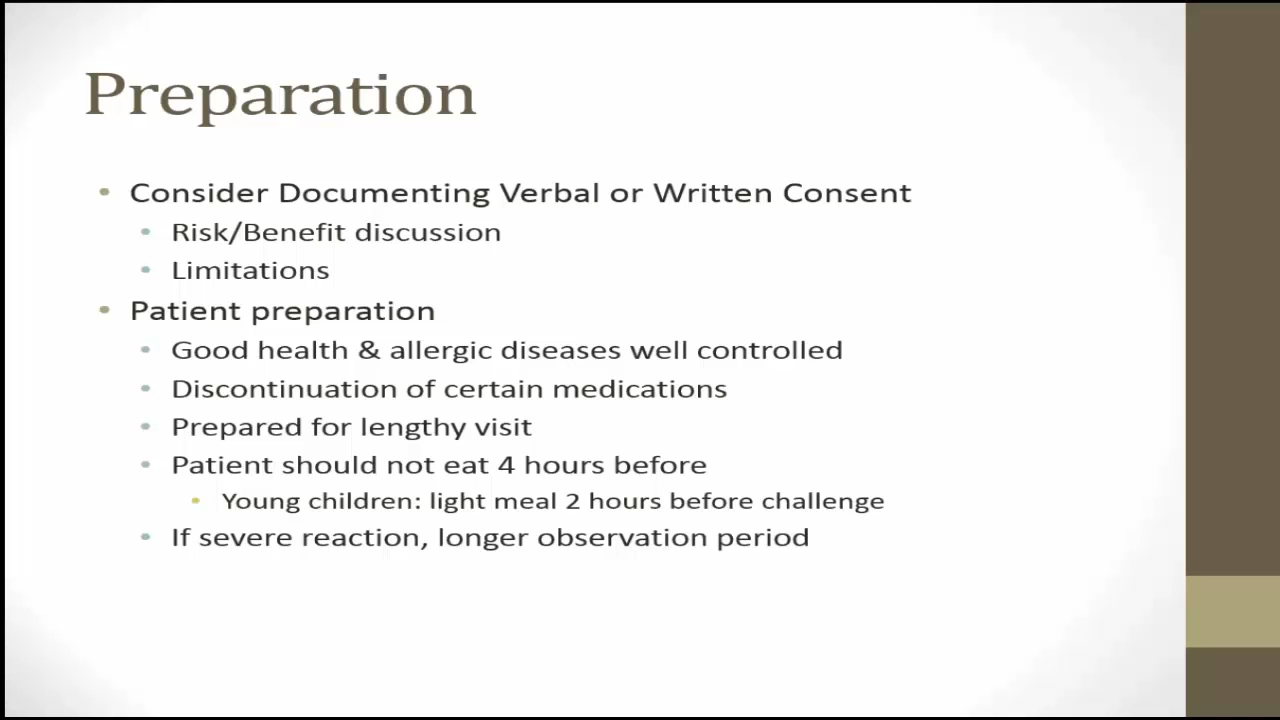 Preparation
• Consider Documenting Verbal or Written Consent
• Risk/Benefit discussion
• Limitations
• Patient preparation
• Good health & allergic diseases well controlled
• Discontinuation of certain medications
• Prepared for lengthy visit
• Patient should not eat 4 hours before
• Young children: light meal 2 hours before challenge
• If severe reaction, longer observation period